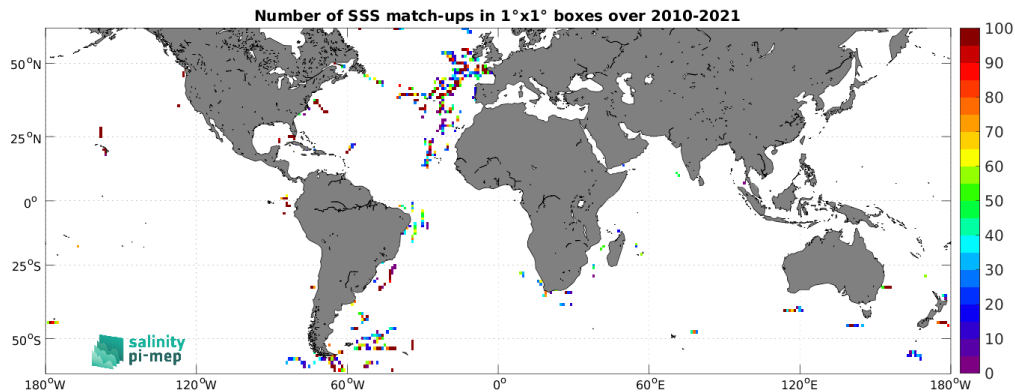 Number of SSS match-ups in 1°x1° boxes over 2010-2021
50°N
25°N
0°
25°S
50°S
salinity
pi-mep
180°W 120°W 60°W 0° 60°E 120°E 180°W
100
90
80
70
60
50
40
30
20
10
0